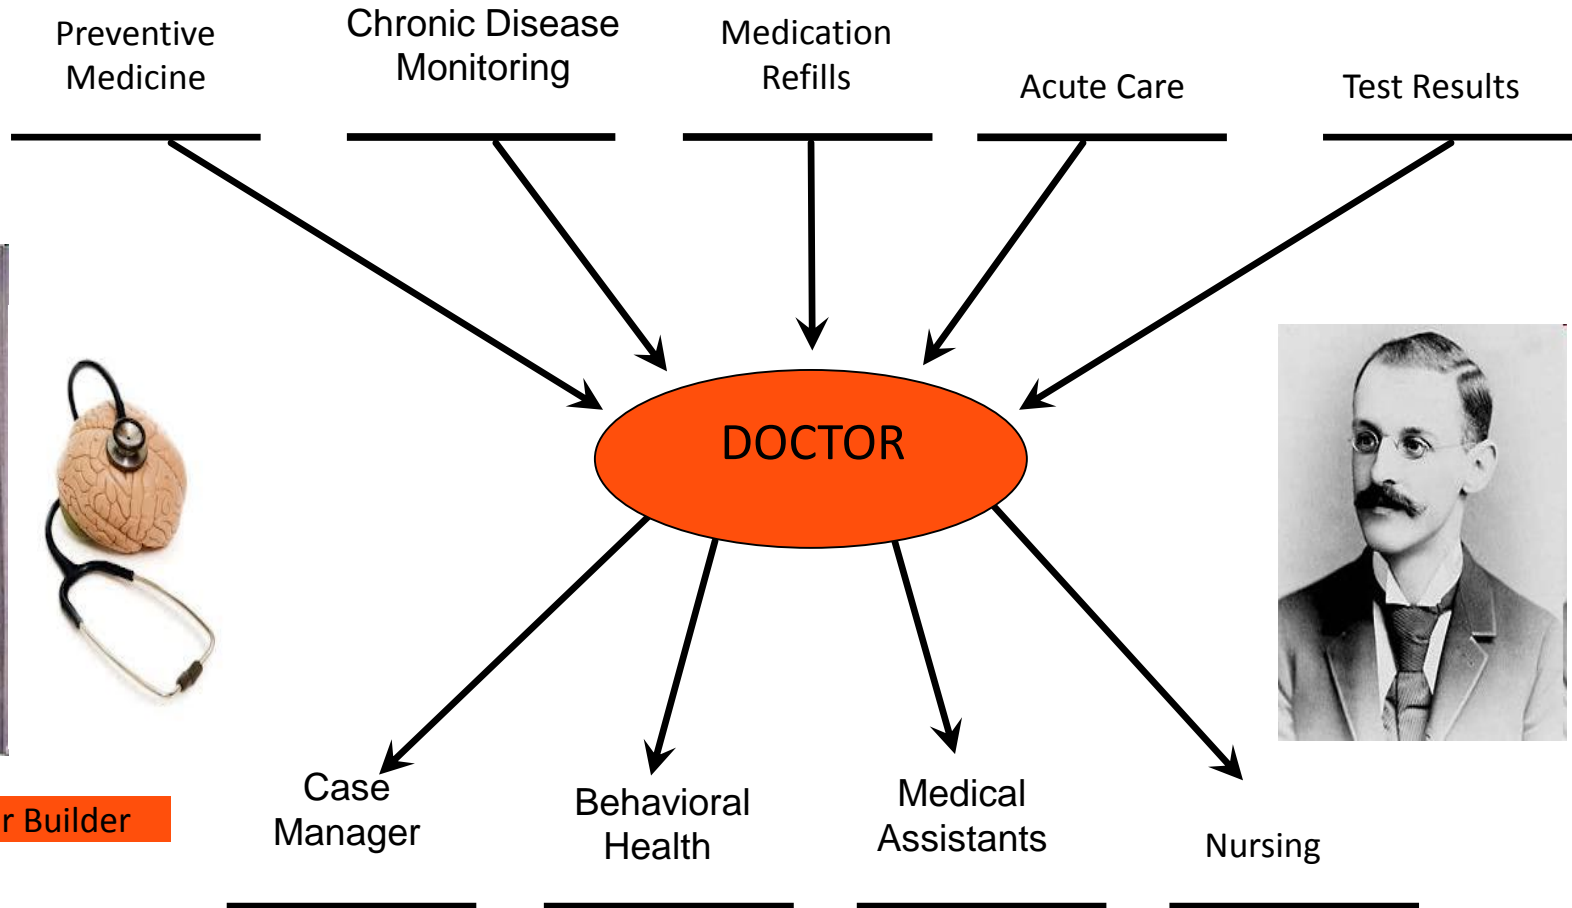 Preventive
Medicine
Chronic Disease
Monitoring
Medication
Refills
Acute Care
Test Results
DOCTOR
r Builder
Case
Manager
Behavioral
Health
Medical
Assistants
Nursing